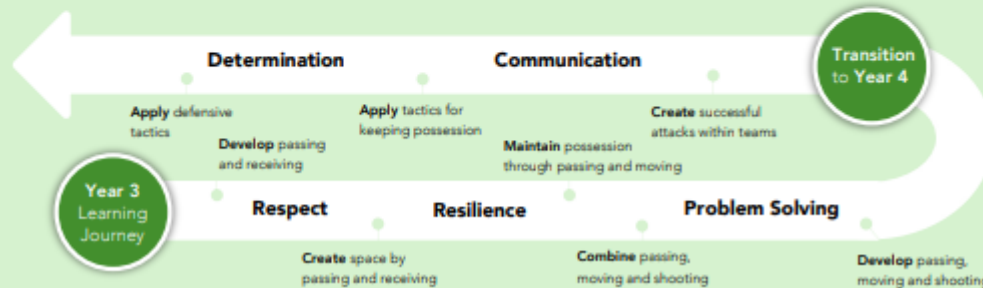 Determination
Communication
Transition
to Year 4
Apply defensive
tactics
Apply tactics for
keeping possession
Create successful
attacks within teams
Develop passing
and receiving
Maintain possession
through passing and moving
Year 3
Learning
Journey
Respect
Resilience
Problem Solving
Create space by
passing and receiving
Combine passing,
moving and shooting
Develop passing,
moving and shooting